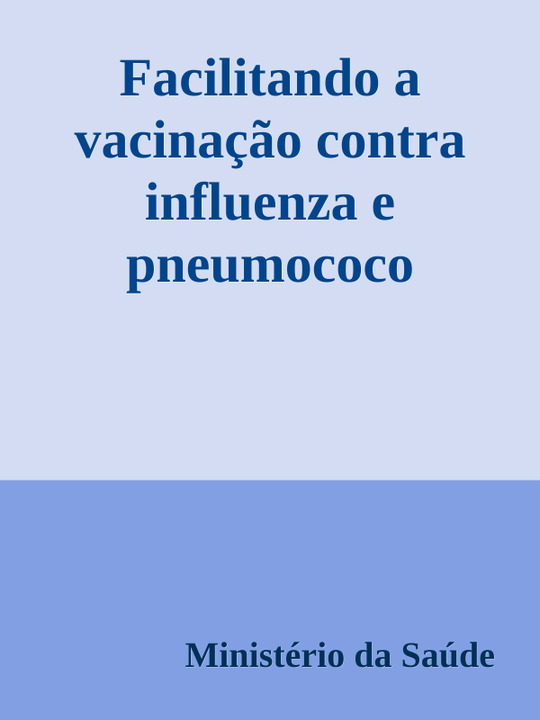 Facilitando a
vacinação contra
influenza e
pneumococo
Ministério da Saúde